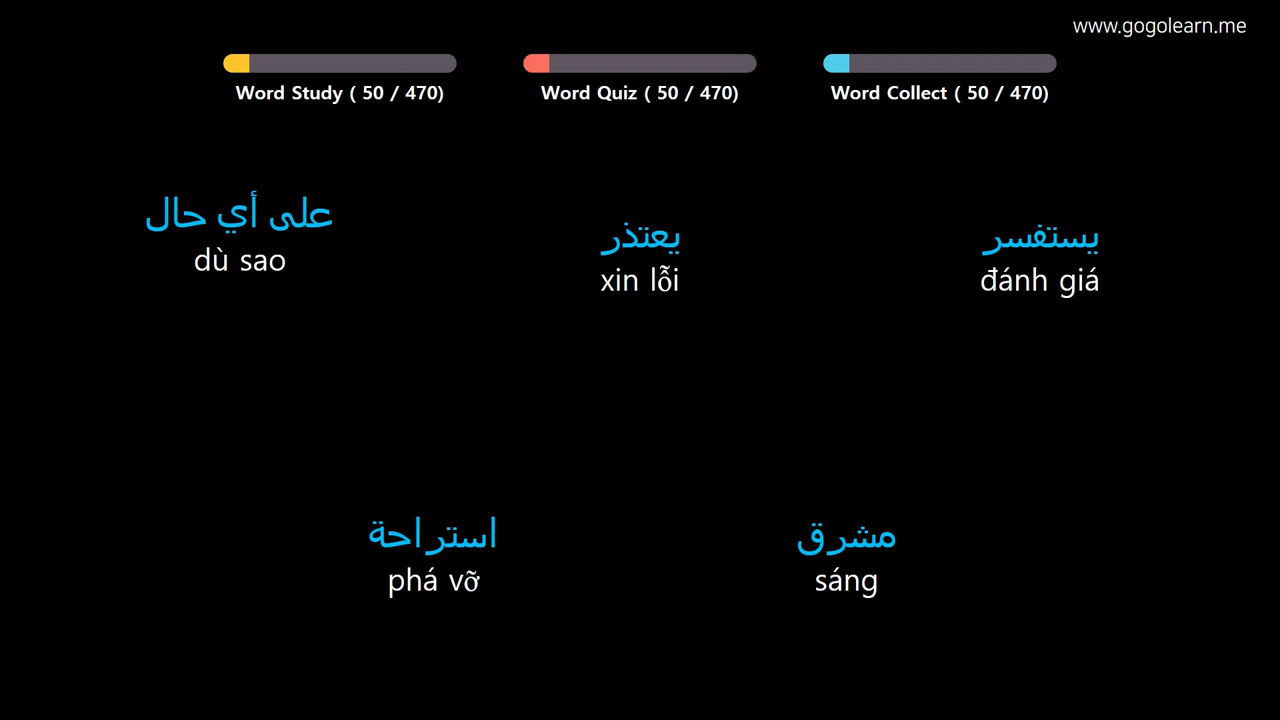 www.gogolearn.me
Word Study ( 50 / 470)
Word Quiz ( 50 / 470)
Word Collect ( 50 / 470)
على أي حال
dù sao
يعتذر
xin lỗi
يستفسر
đánh giá
استراحة
phá vỡ
مشرق
sáng